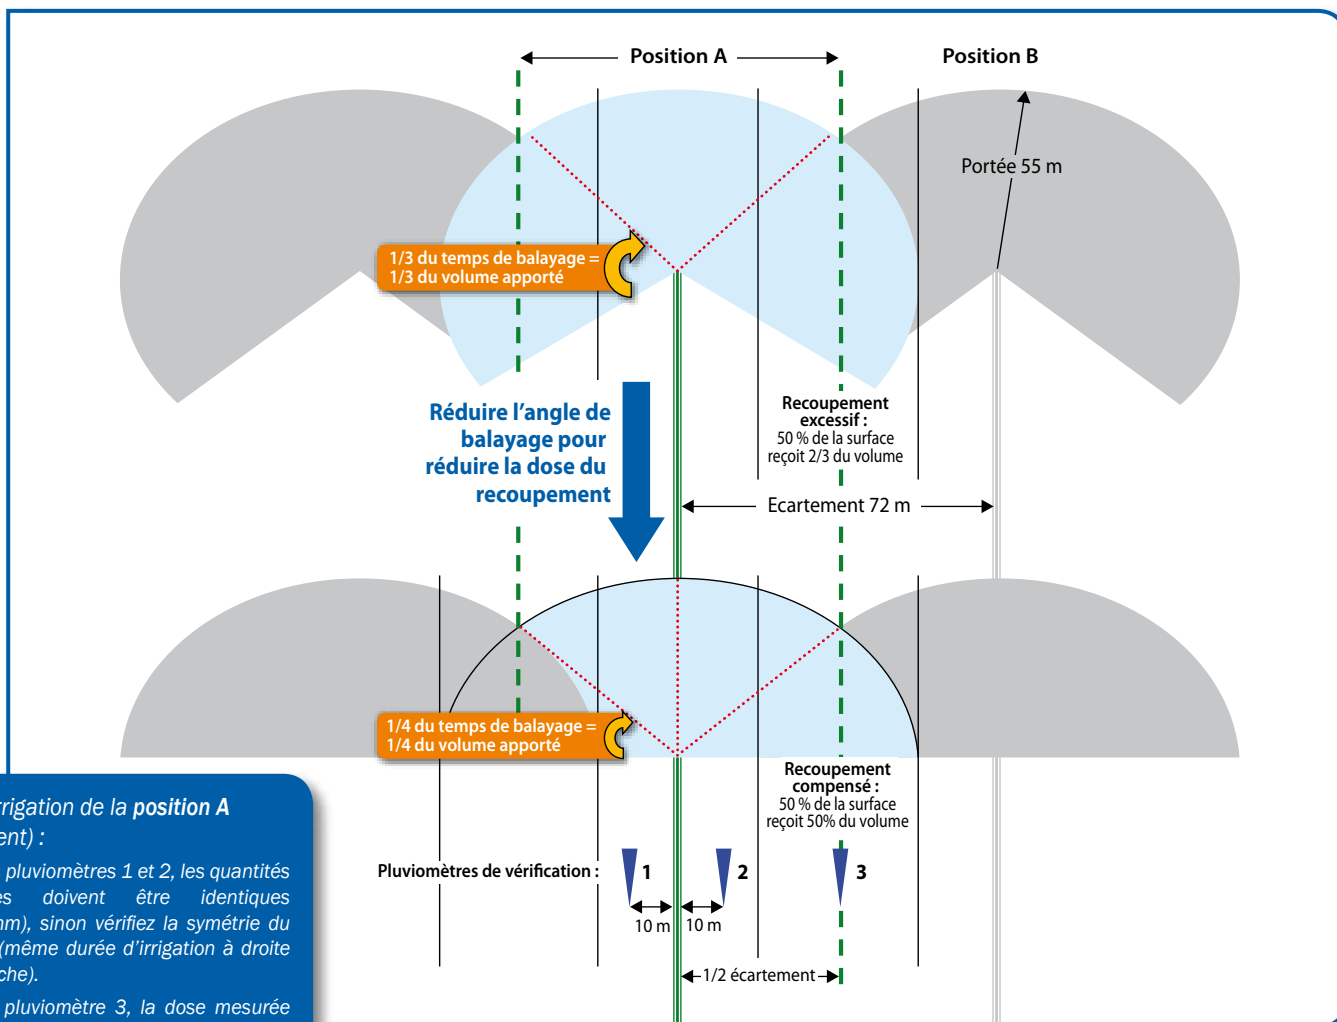 Position A
Position B
Portée 55 m
1/3 du temps de balayage =
1/3 du volume apporté
Réduire l'angle de
balayage pour
réduire la dose du
recoupement
Recoupement
excessif :
50 % de la surface
reçoit 2/3 du volume
Ecartement 72 m
1/4 du temps de balayage =
1/4 du volume apporté
Recoupement
compensé :
50 % de la surface
reçoit 50% du volume
Pluviomètres de vérification :
1
2
3
10 m
10 m
1/2 écartement
rrigation de la position A
pluviomètres 1 et 2, les quantités
doivent être identiques
sinon vérifiez la symétrie du
(même durée d'irrigation à droite
pluviomètre 3, la dose mesurée